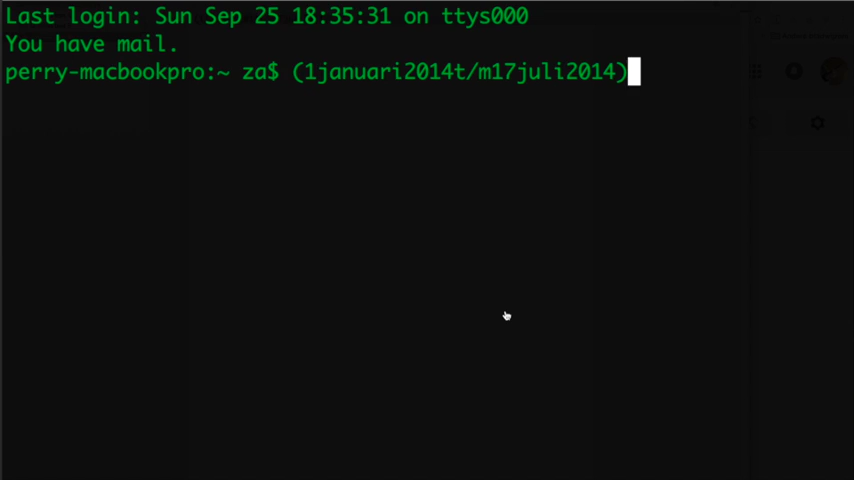 Last login: Sun Sep 25 18:35:31 on ttys000
You have mail.
perry-macbookpro:~ za$ (1januari2014t/m17juli2014)